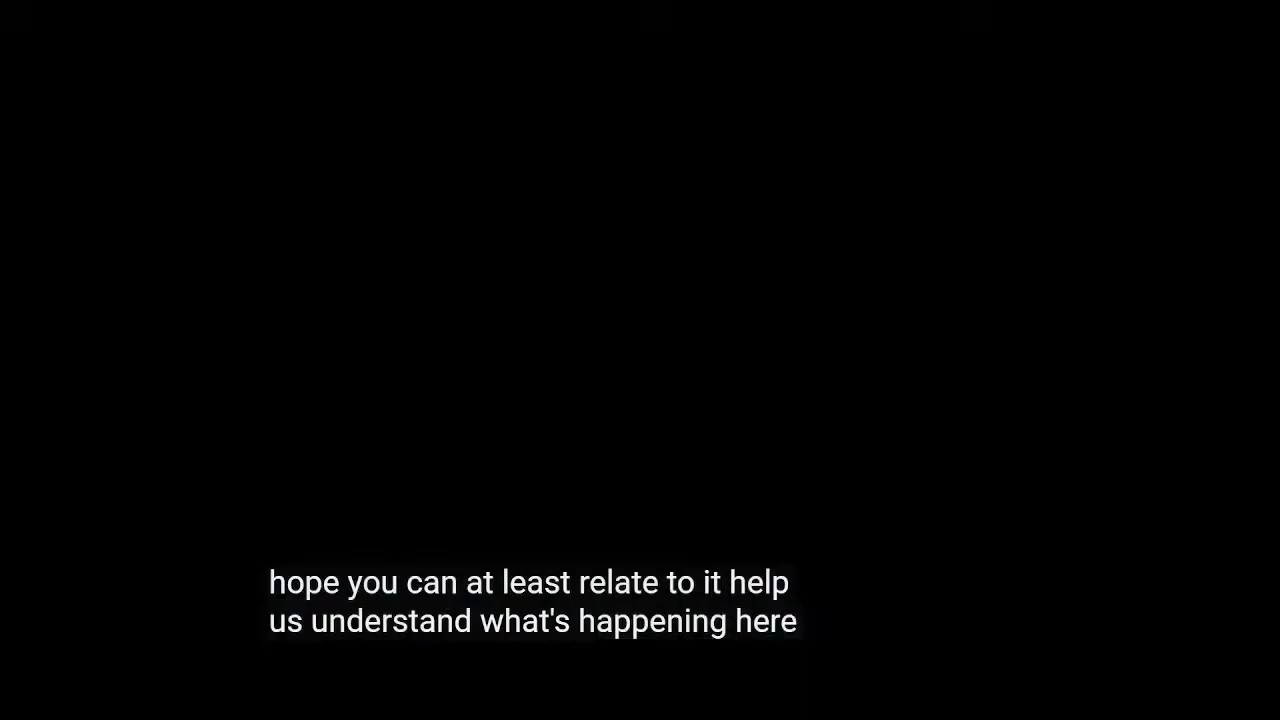 hope you can at least relate to it help
us understand what's happening here